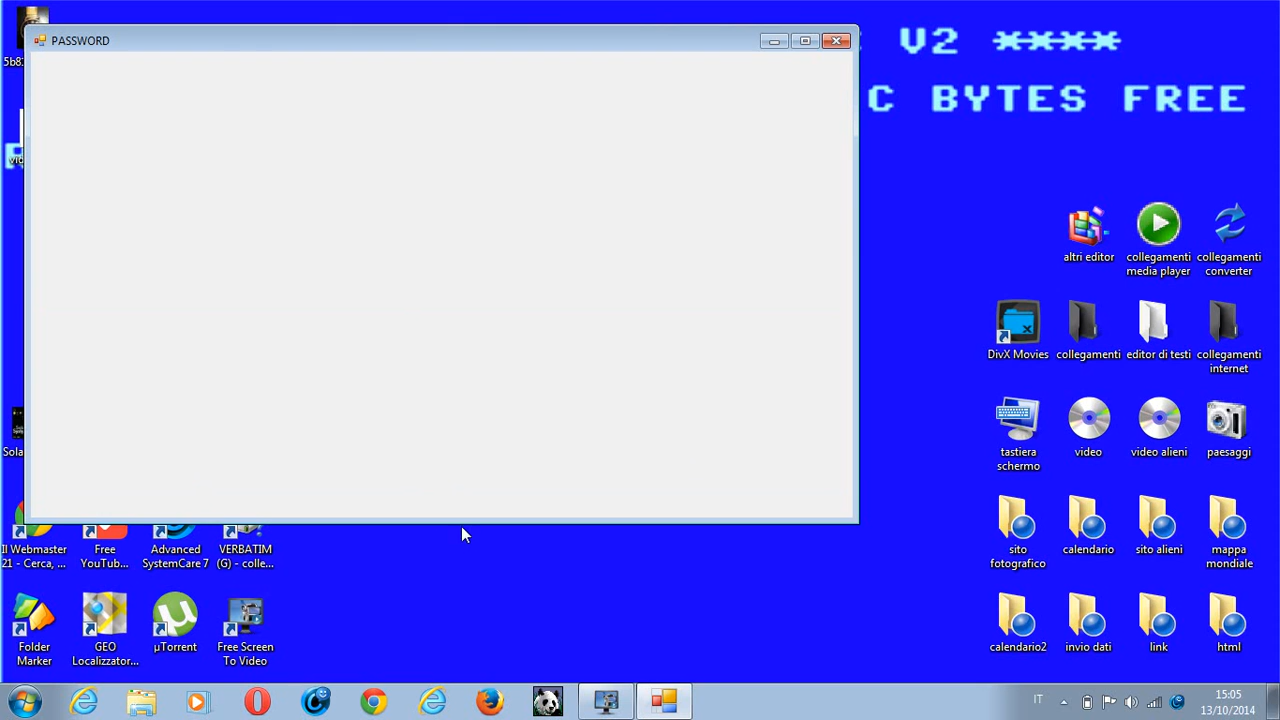 PASSWORD
V2 ****
C BYTES FREE
altri editor
collegamenti media player
collegamenti converter
DivX Movies
collegamenti
editor di testi
collegamenti internet
tastiera schermo
video
video alieni
paesaggi
sito fotografico
calendario
sito alieni
mappa mondiale
calendario2
invio dati
link
html
5b8
vid
Sola
Il Webmaster 21 - Cerca, ...
Free YouTub...
Advanced SystemCare 7
VERBATIM (G) - colle...
Folder Marker
GEO Localizzator...
µTorrent
Free Screen To Video
IT
15:05
13/10/2014